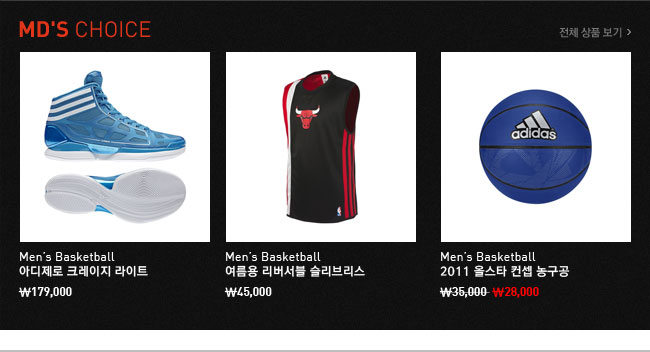 MD'S CHOICE
전체 상품 보기 >
adidas
Men's Basketball
아디제로 크레이지 라이트
₩179,000
Men's Basketball
여름용 리버서블 슬리브리스
₩45,000
Men's Basketball
2011 올스타 컨셉 농구공
₩35,000 ₩28,000